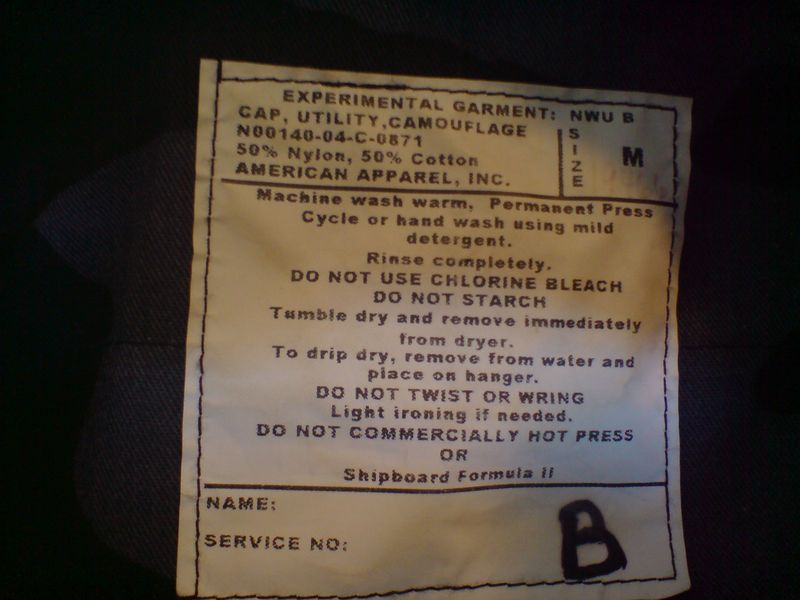 EXPERIMENTAL GARMENT: NWU B
CAP, UTILITY, CAMOUFLAGE
N00140-04-C-0871
50% Nylon, 50% Cotton
AMERICAN APPAREL, INC.
SIZE M
Machine wash warm, Permanent Press
Cycle or hand wash using mild
detergent.
Rinse completely.
DO NOT USE CHLORINE BLEACH
DO NOT STARCH
Tumble dry and remove immediately
from dryer.
To drip dry, remove from water and
place on hanger.
DO NOT TWIST OR WRING
Light ironing if needed.
DO NOT COMMERCIALLY HOT PRESS
OR
Shipboard Formula II
NAME:
SERVICE NO:
B